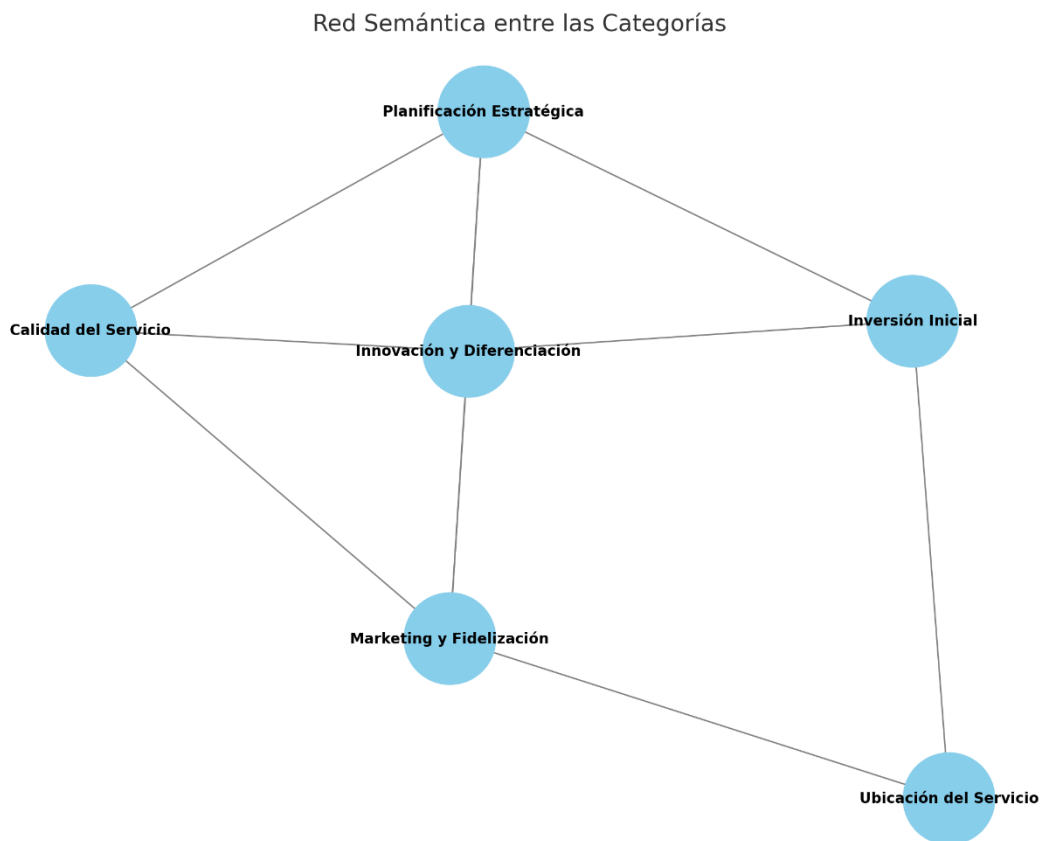 Red Semántica entre las Categorías
Planificación Estratégica
Calidad del Servicio
Innovación y Diferenciación
Inversión Inicial
Marketing y Fidelización
Ubicación del Servicio